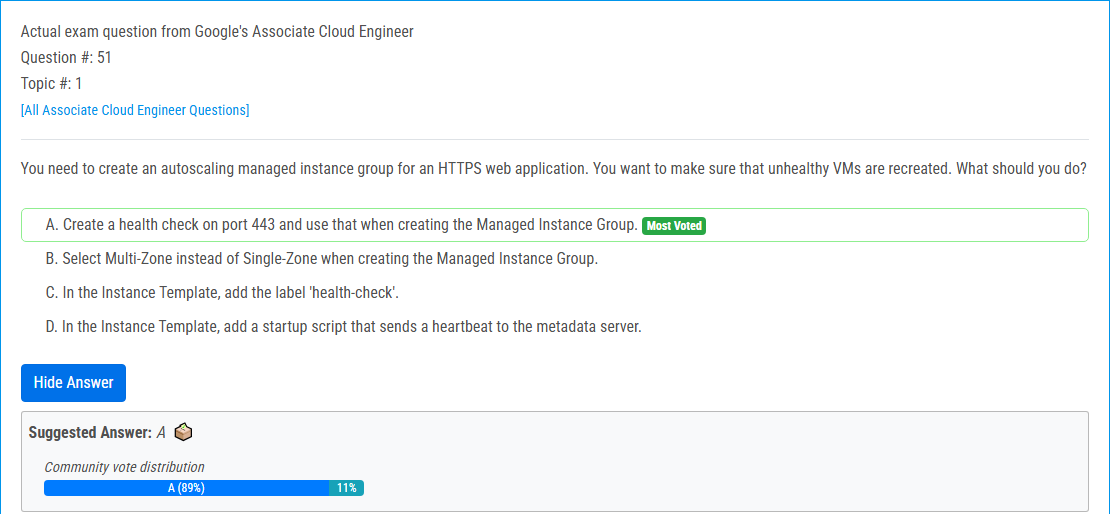 Actual exam question from Google's Associate Cloud Engineer
Question #: 51
Topic #: 1
[All Associate Cloud Engineer Questions]
You need to create an autoscaling managed instance group for an HTTPS web application. You want to make sure that unhealthy VMs are recreated. What should you do?
A. Create a health check on port 443 and use that when creating the Managed Instance Group. Most Voted
B. Select Multi-Zone instead of Single-Zone when creating the Managed Instance Group.
C. In the Instance Template, add the label 'health-check'.
D. In the Instance Template, add a startup script that sends a heartbeat to the metadata server.
Hide Answer
Suggested Answer: A
Community vote distribution
A (89%) 11%